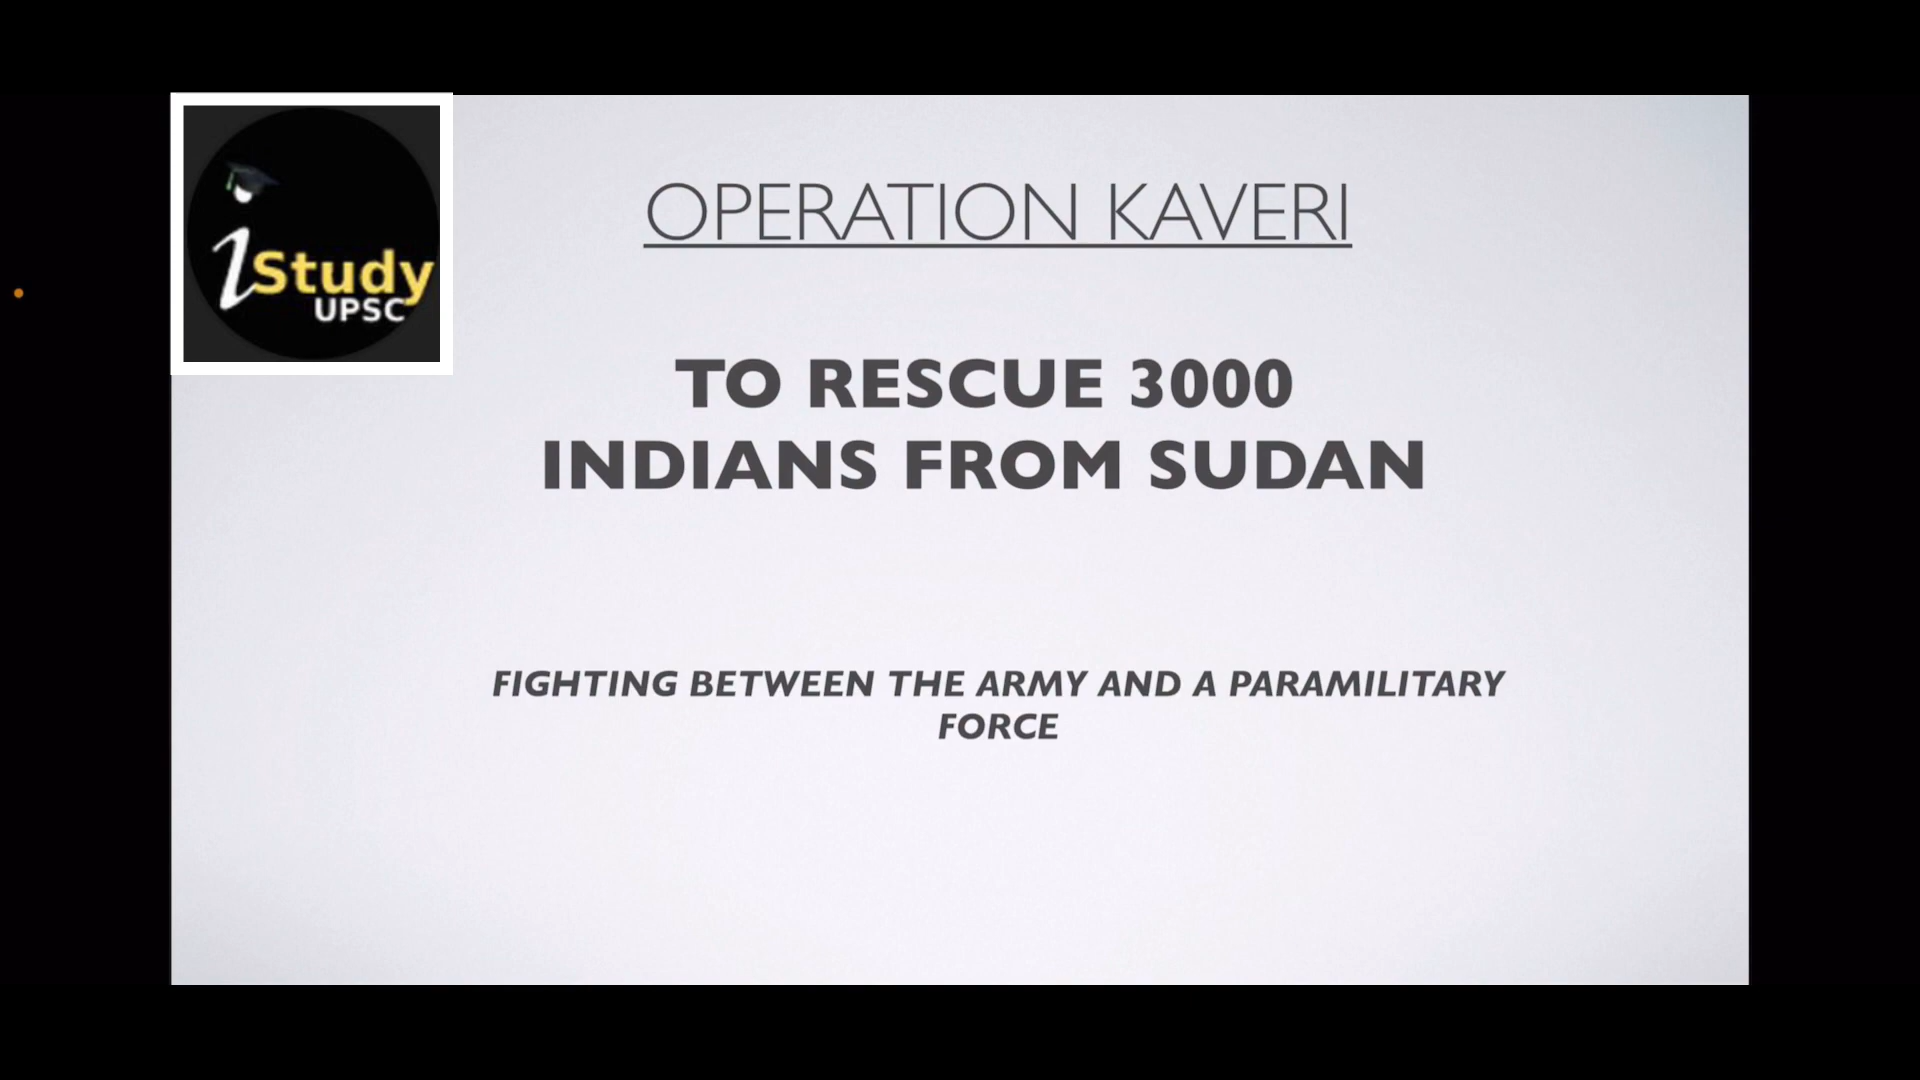 iStudy
UPSC
OPERATION KAVERI
TO RESCUE 3000
INDIANS FROM SUDAN
FIGHTING BETWEEN THE ARMY AND A PARAMILITARY
FORCE